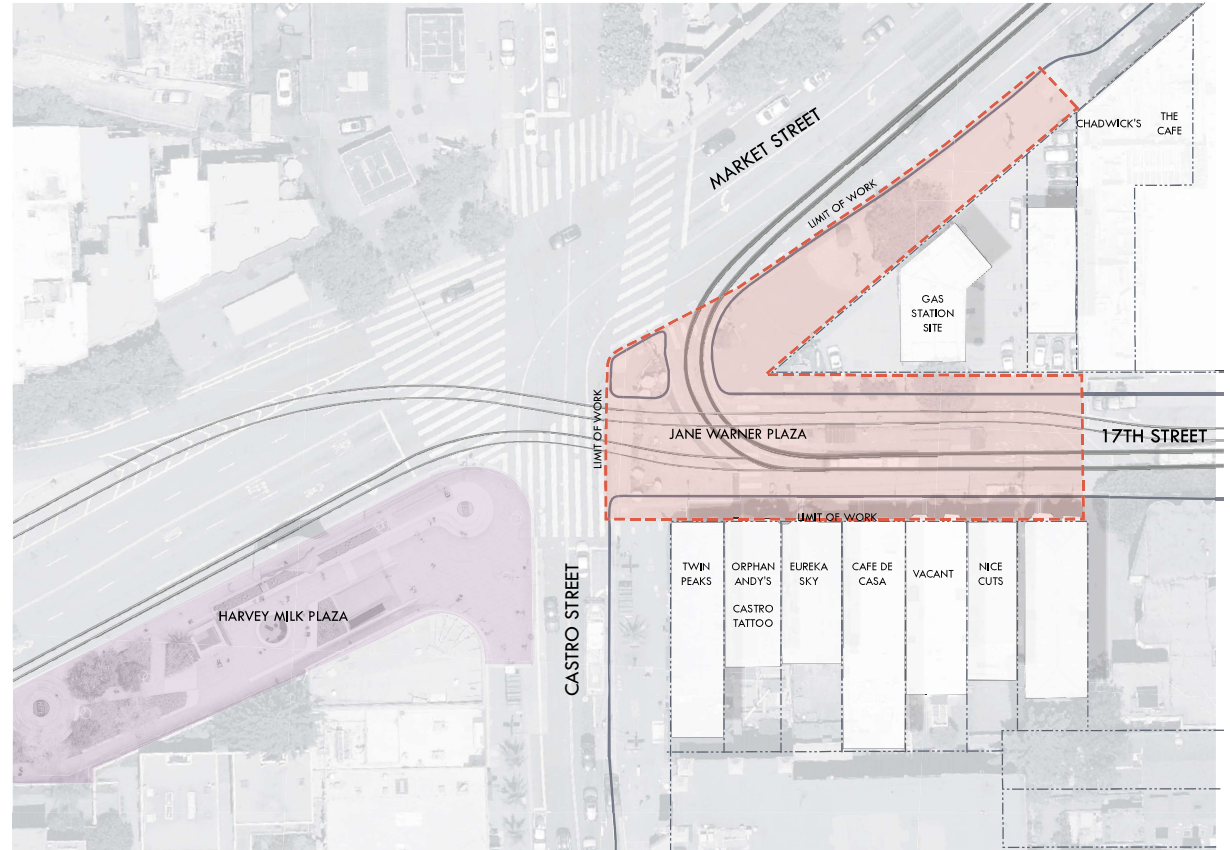 MARKET STREET
CHADWICK'S
THE
CAFE
LIMIT OF WORK
GAS
STATION
SITE
LIMIT OF WORK
JANE WARNER PLAZA
17TH STREET
LIMIT OF WORK
HARVEY MILK PLAZA
CASTRO STREET
TWIN
PEAKS
ORPHAN
ANDY'S
CASTRO
TATTOO
EUREKA
SKY
CAFE DE
CASA
VACANT
NICE
CUTS